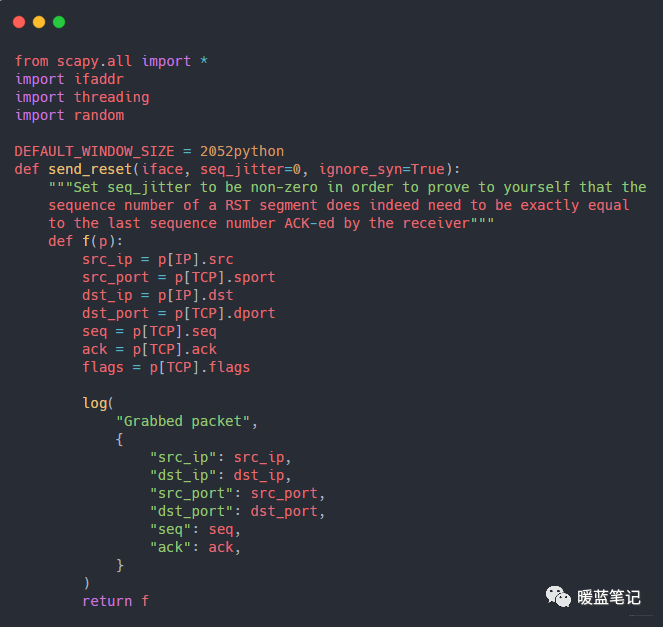 from scapy.all import *
import ifaddr
import threading
import random

DEFAULT_WINDOW_SIZE = 2052python
def send_reset(iface, seq_jitter=0, ignore_syn=True):
    """Set seq_jitter to be non-zero in order to prove to yourself that the
    sequence number of a RST segment does indeed need to be exactly equal
    to the last sequence number ACK-ed by the receiver"""
    def f(p):
        src_ip = p[IP].src
        src_port = p[TCP].sport
        dst_ip = p[IP].dst
        dst_port = p[TCP].dport
        seq = p[TCP].seq
        ack = p[TCP].ack
        flags = p[TCP].flags

        log(
            "Grabbed packet",
            {
                "src_ip": src_ip,
                "dst_ip": dst_ip,
                "src_port": src_port,
                "dst_port": dst_port,
                "seq": seq,
                "ack": ack,
            }
        )
        return f
暖蓝笔记